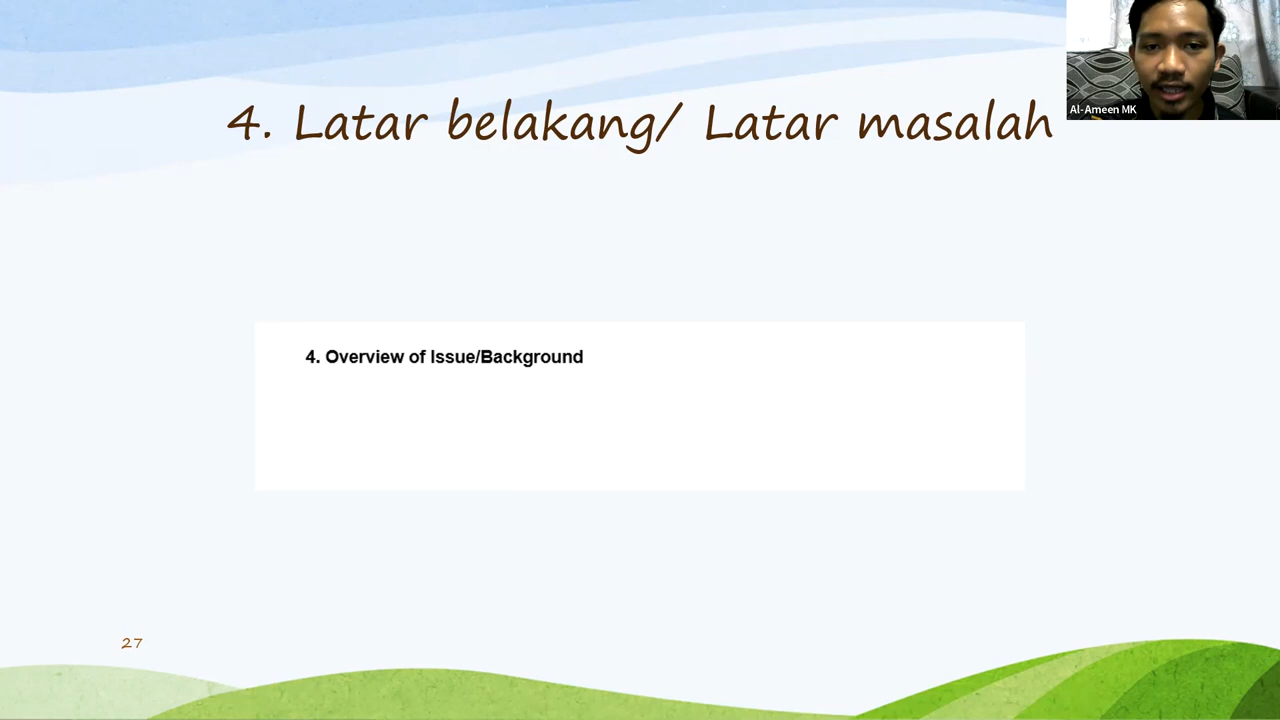 4. Latar belakang/ Latar masalah
Al-Ameen MK
4. Overview of Issue/Background
27